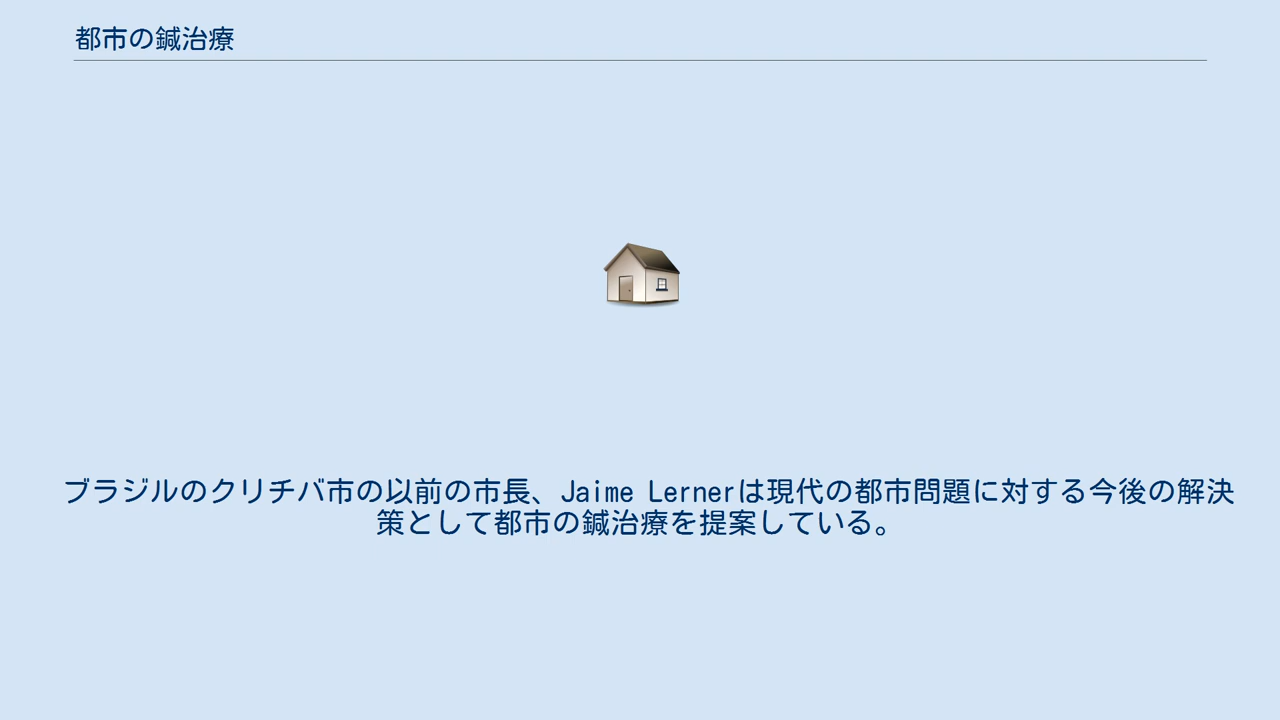 都市の鍼治療
ブラジルのクリチバ市の以前の市長、Jaime Lernerは現代の都市問題に対する今後の解決
策として都市の鍼治療を提案している。